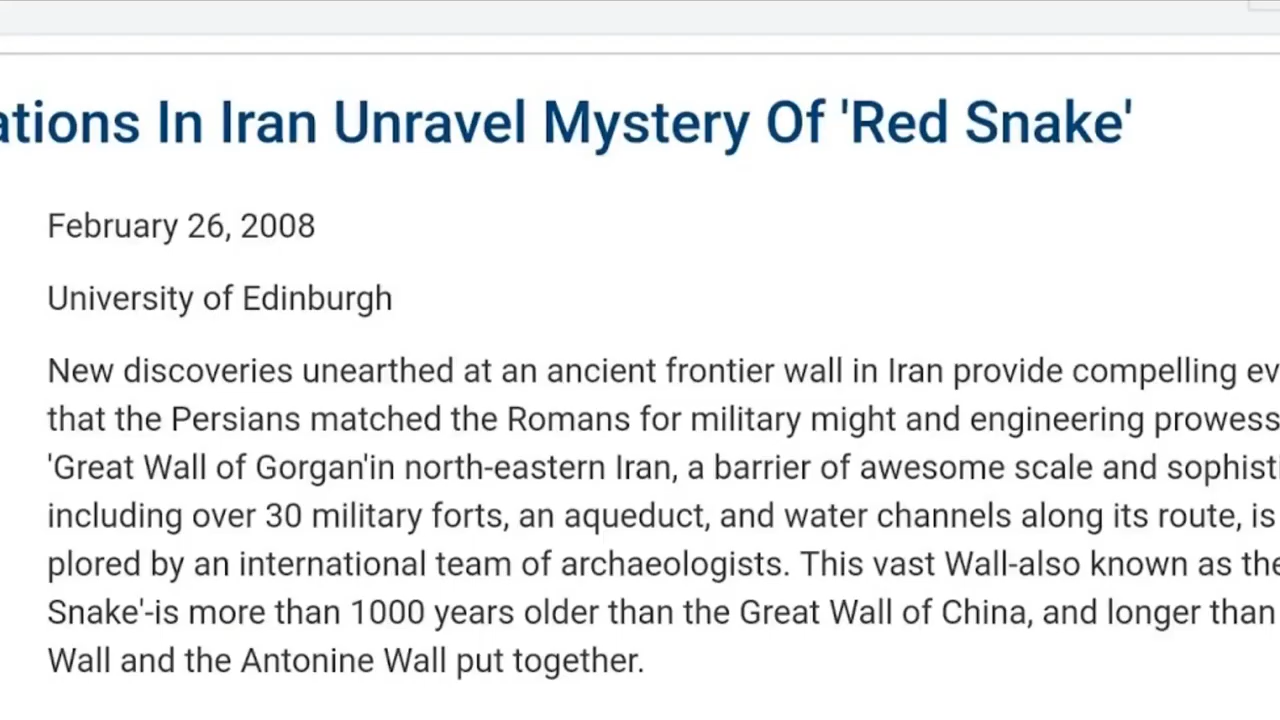 ations In Iran Unravel Mystery Of 'Red Snake'
February 26, 2008
University of Edinburgh
New discoveries unearthed at an ancient frontier wall in Iran provide compelling ev
that the Persians matched the Romans for military might and engineering prowess
'Great Wall of Gorgan'in north-eastern Iran, a barrier of awesome scale and sophisti
including over 30 military forts, an aqueduct, and water channels along its route, is
plored by an international team of archaeologists. This vast Wall-also known as the
Snake'-is more than 1000 years older than the Great Wall of China, and longer than
Wall and the Antonine Wall put together.